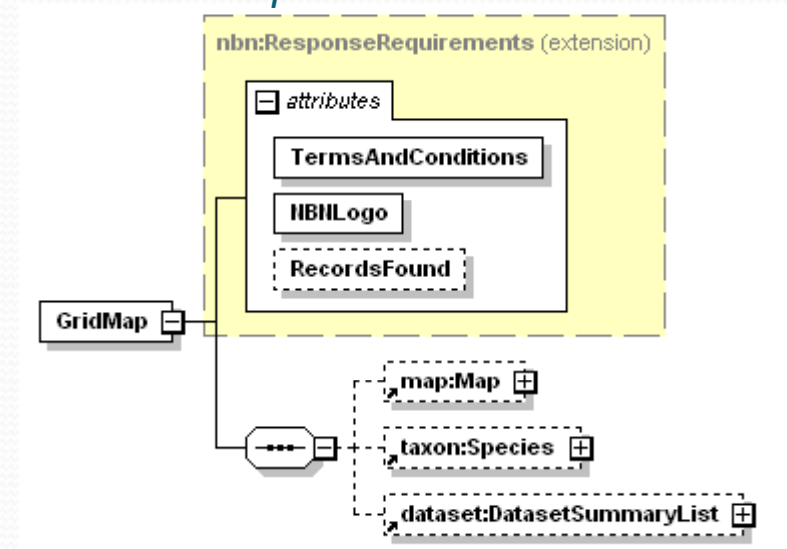 nbn:ResponseRequirements (extension)
attributes
TermsAndConditions
NBNLogo
RecordsFound
GridMap
map:Map
taxon:Species
dataset:DatasetSummaryList